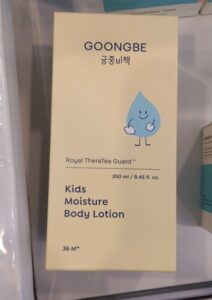 GOONGBE
궁중비책
Royal TheraTea Guard™
250 ml / 8.45 fl. oz.
Kids
Moisture
Body Lotion
36 M+